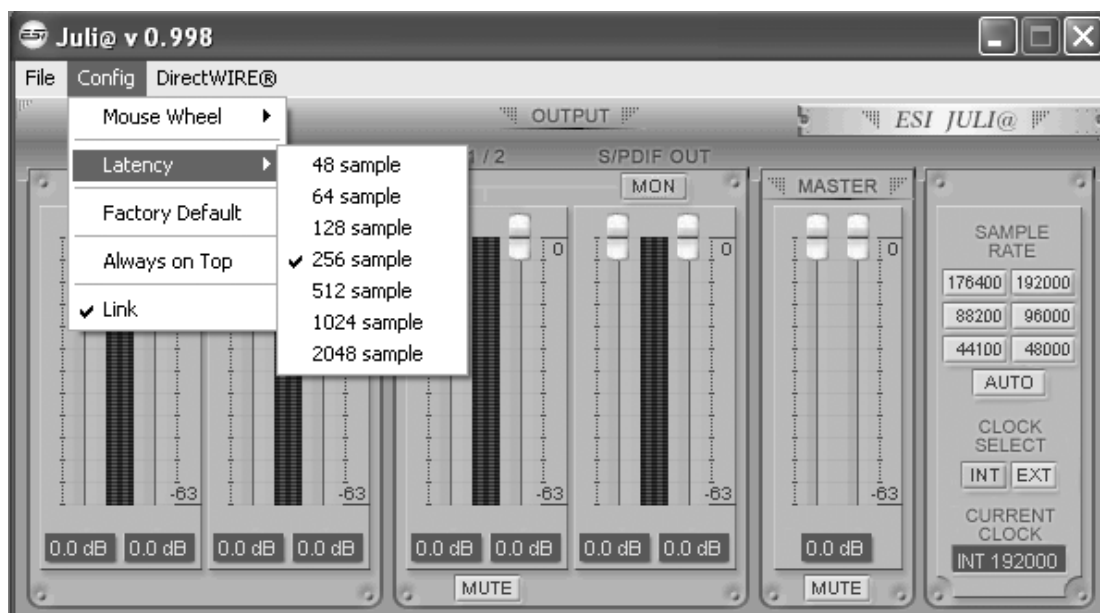 ESI Juli@ v 0.998
File Config DirectWIRE®
Mouse Wheel
Latency
Factory Default
Always on Top
Link
48 sample
64 sample
128 sample
256 sample
512 sample
1024 sample
2048 sample
OUTPUT
ESI JULI@
1 / 2 S/PDIF OUT
MON
MASTER
0 0 0
-63 -63 -63 -63 -63
0.0 dB 0.0 dB 0.0 dB 0.0 dB 0.0 dB 0.0 dB 0.0 dB 0.0 dB 0.0 dB
MUTE MUTE
SAMPLE
RATE
176400 192000
88200 96000
44100 48000
AUTO
CLOCK
SELECT
INT EXT
CURRENT
CLOCK
INT 192000